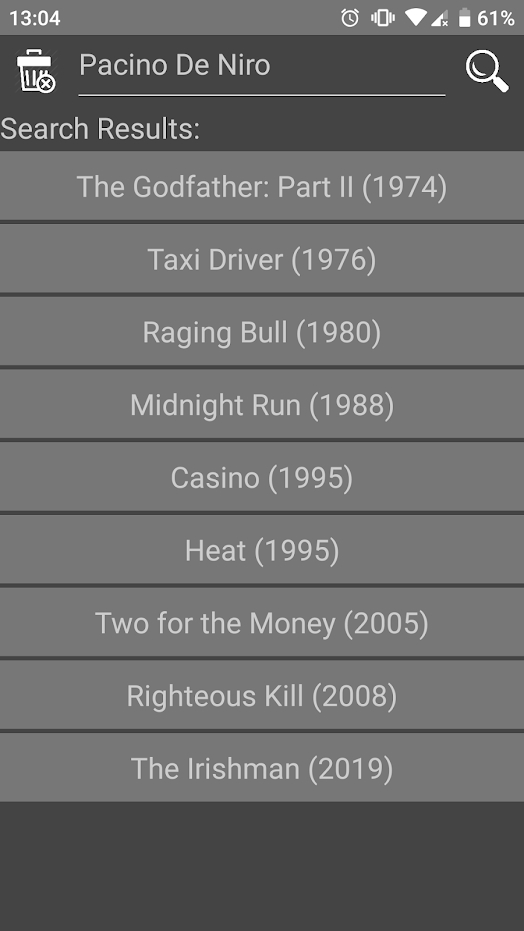 13:04
61%
Pacino De Niro
Search Results:
The Godfather: Part II (1974)
Taxi Driver (1976)
Raging Bull (1980)
Midnight Run (1988)
Casino (1995)
Heat (1995)
Two for the Money (2005)
Righteous Kill (2008)
The Irishman (2019)